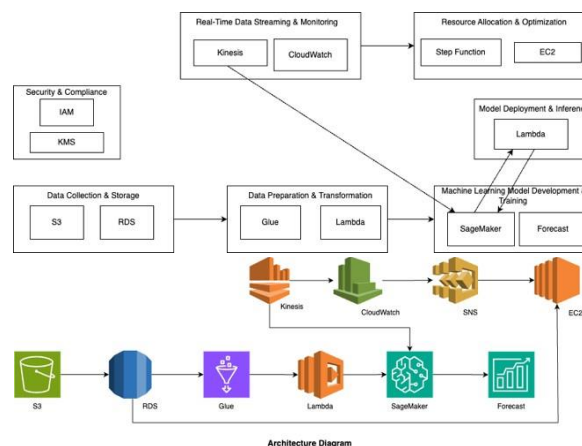 Real-Time Data Streaming & Monitoring
Resource Allocation & Optimization
Kinesis
CloudWatch
Step Function
EC2
Security & Compliance
IAM
KMS
Model Deployment & Inference
Lambda
Data Collection & Storage
Data Preparation & Transformation
Machine Learning Model Development &
Training
S3
RDS
Glue
Lambda
SageMaker
Forecast
Kinesis
CloudWatch
SNS
EC2
S3
RDS
Glue
Lambda
SageMaker
Forecast
Architecture Diagram